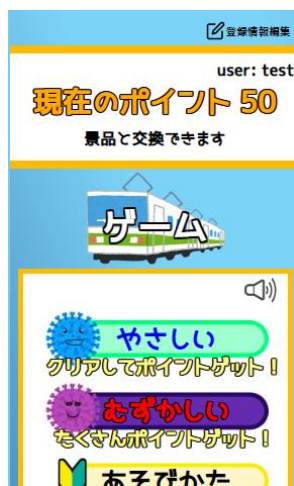 登録情報編集
user: test
現在のポイント 50
景品と交換できます
ゲーム
やさしい
クリアしてポイントゲット！
むずかしい
たくさんポイントゲット！
あそびかた